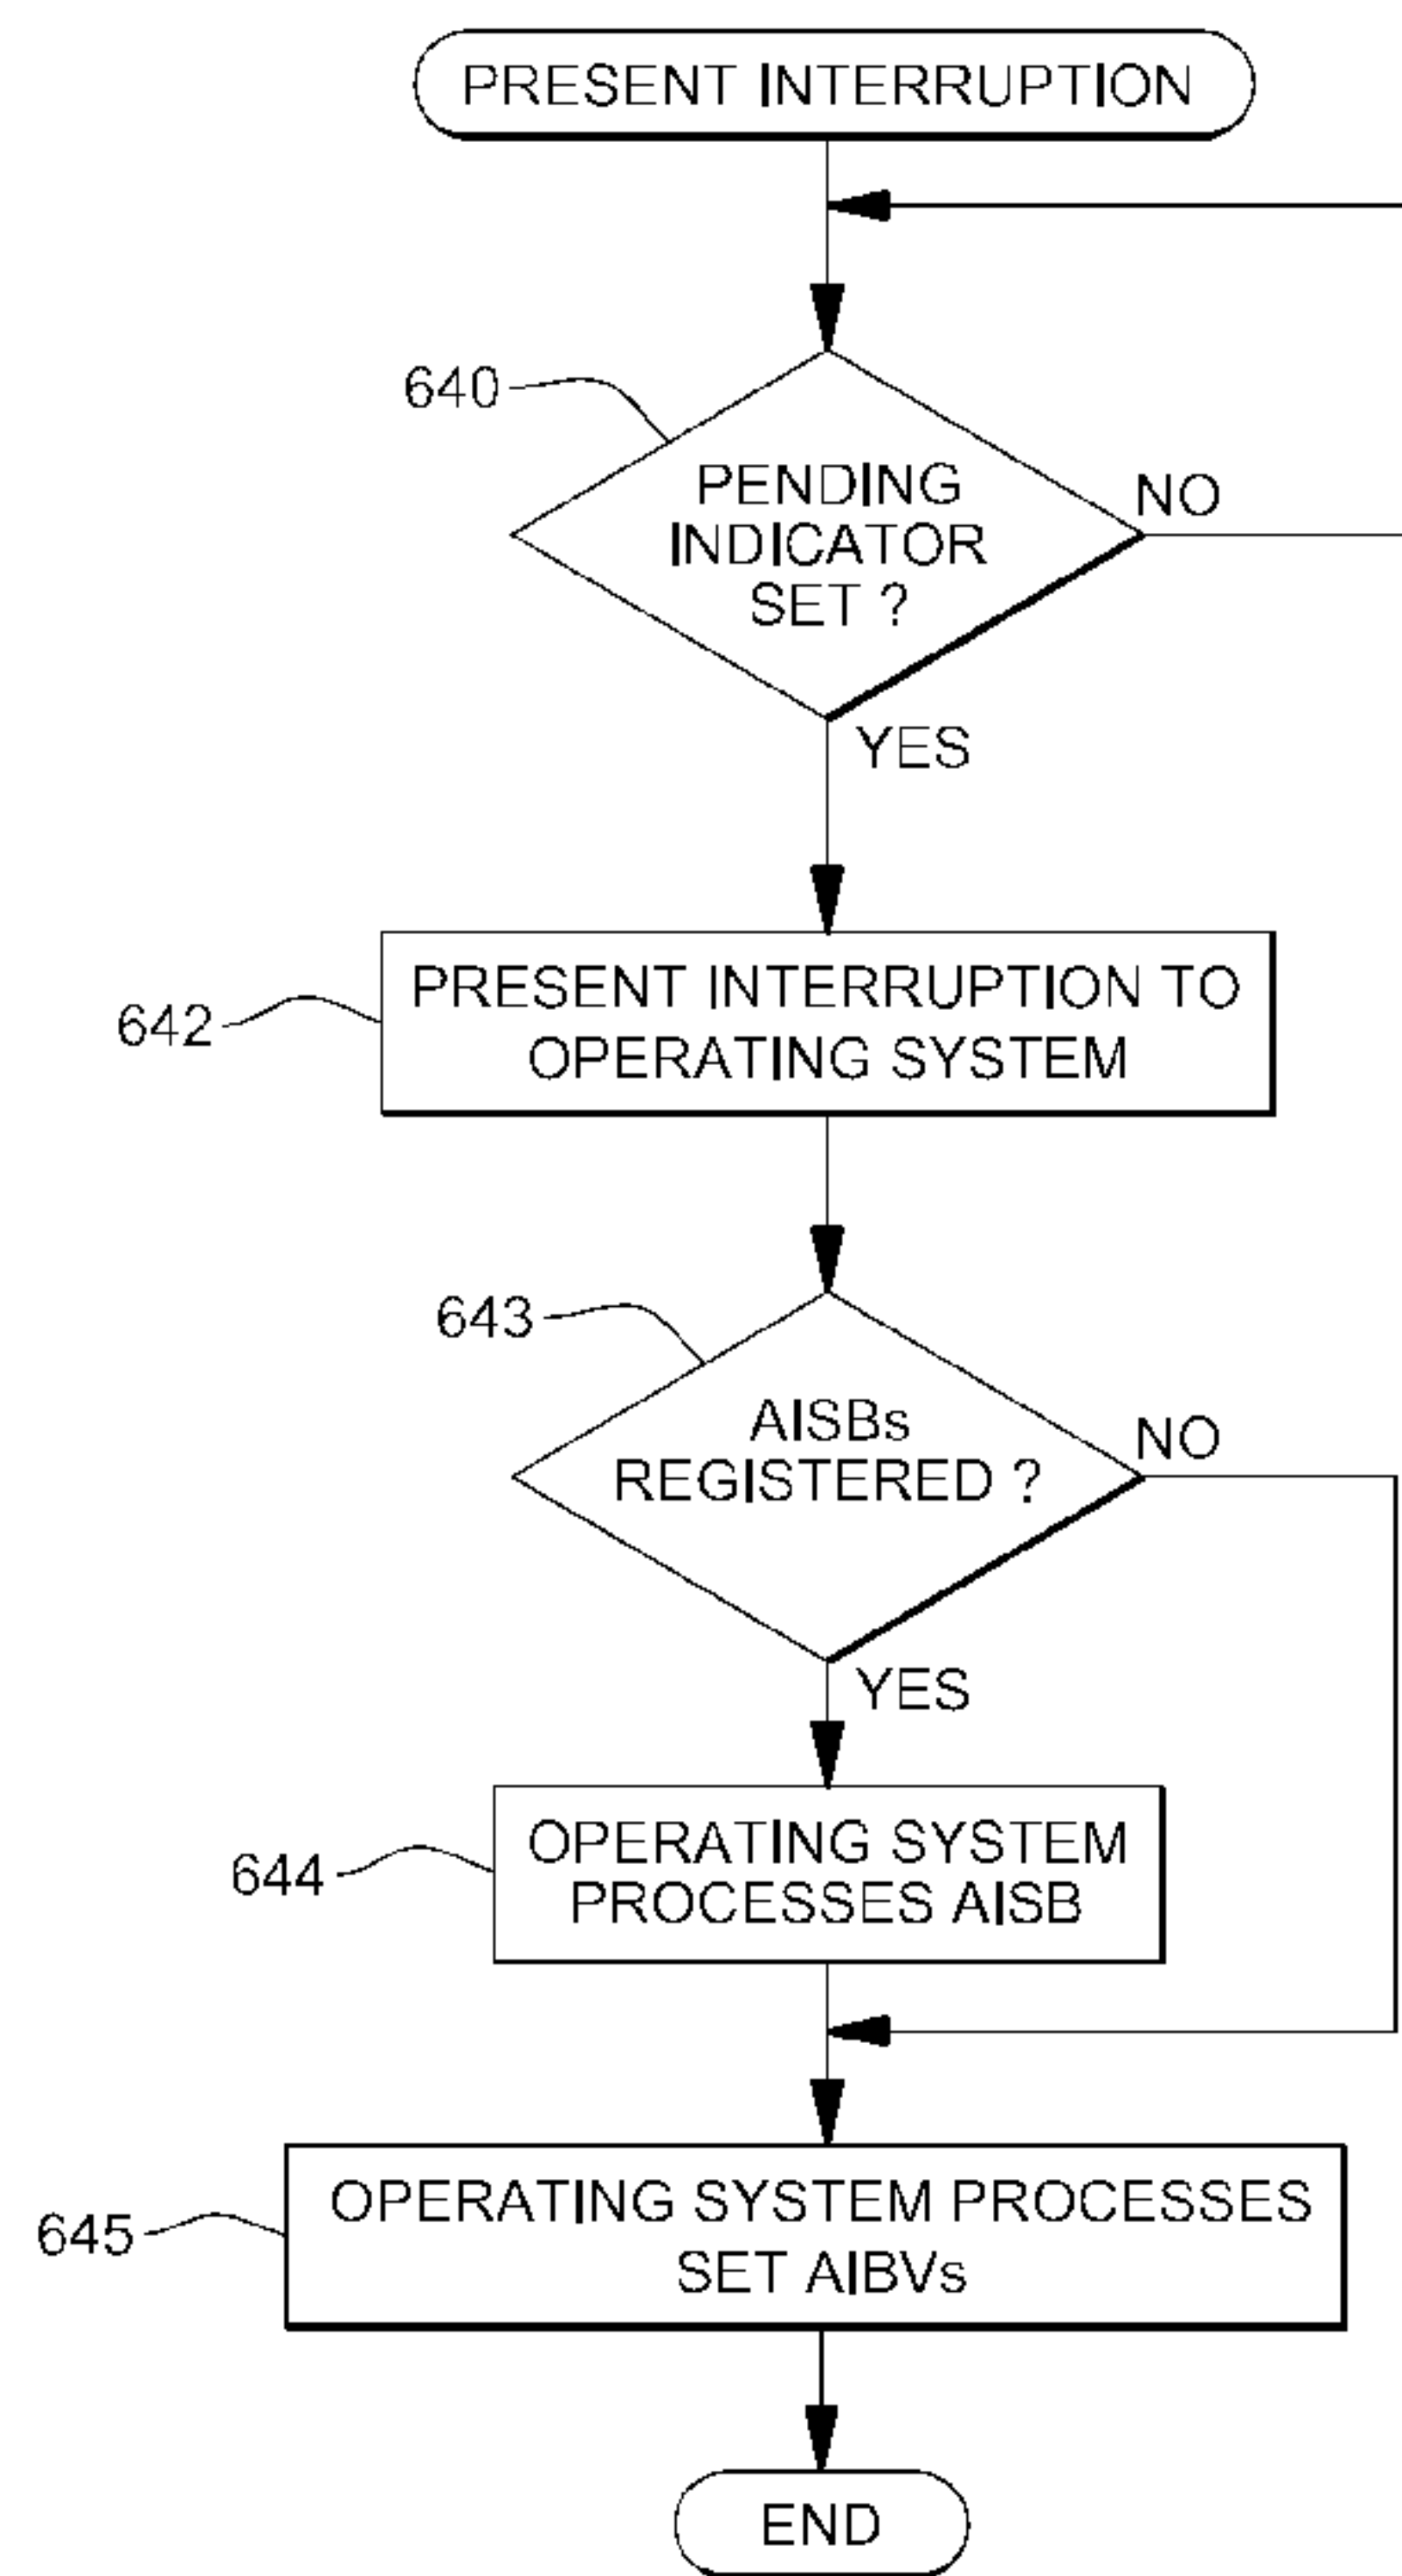 PRESENT INTERRUPTION
640
PENDING
INDICATOR
SET ?
NO
YES
642
PRESENT INTERRUPTION TO
OPERATING SYSTEM
643
AISBs
REGISTERED ?
NO
YES
644
OPERATING SYSTEM
PROCESSES AISB
645
OPERATING SYSTEM PROCESSES
SET AIBVs
END